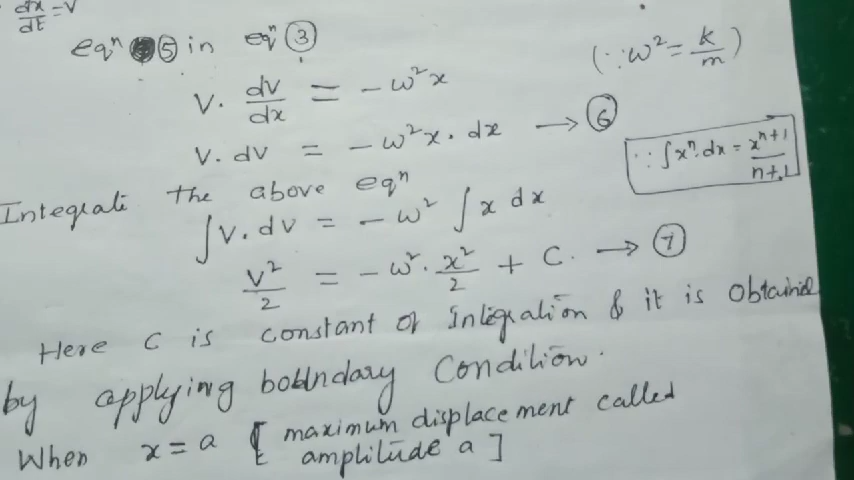 dx/dt = v
eqⁿ ⑤ in eqⁿ ③
V. dv/dx = - ω²x (∵ω² = k/m)
V. dv = - ω²x. dx → ⑥
∵ ∫xⁿ. dx = xⁿ⁺¹/n+1
Integrate the above eqⁿ
∫V. dv = - ω² ∫ x dx
V²/2 = - ω². x²/2 + C. → ⑦
Here C is constant of integration & it is obtained
by applying boundary condition.
When x = a [ maximum displacement called
amplitude a ]